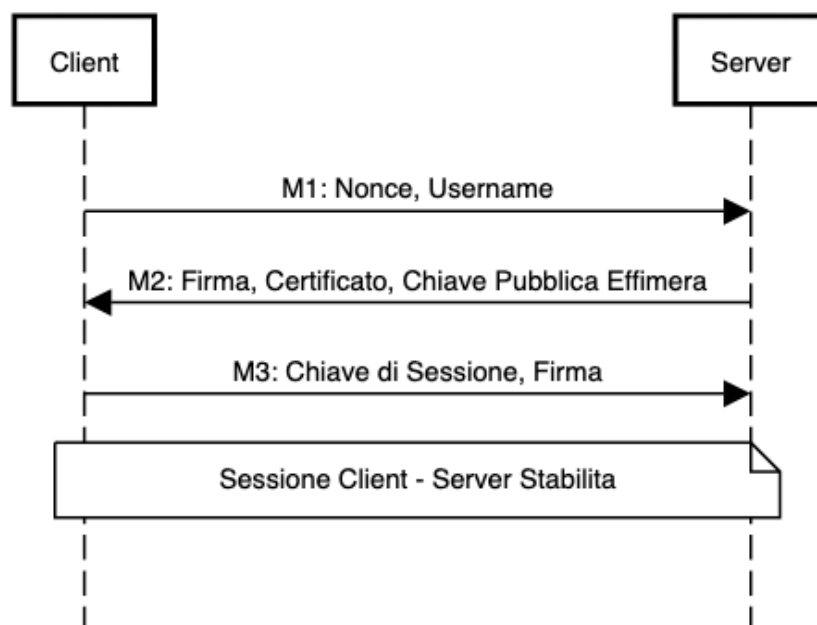 Client
Server
M1: Nonce, Username
M2: Firma, Certificato, Chiave Pubblica Effimera
M3: Chiave di Sessione, Firma
Sessione Client - Server Stabilita